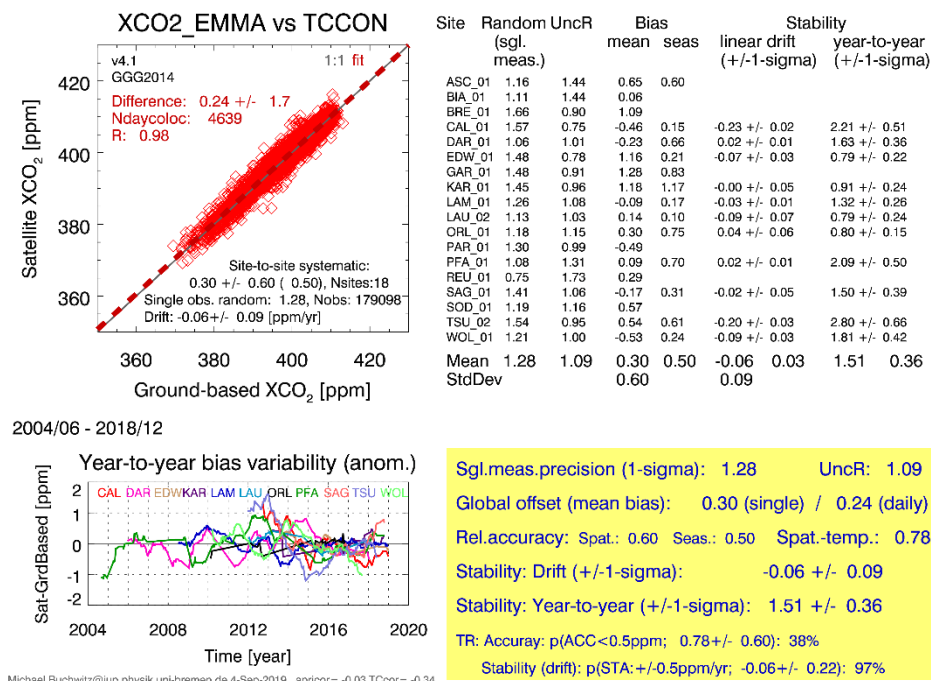 XCO2_EMMA vs TCCON
v4.1
GGG2014
1:1 fit
Difference: 0.24 +/- 1.7
Ndaycoloc: 4639
R: 0.98
Site-to-site systematic:
0.30 +/- 0.60 ( 0.50), Nsites:18
Single obs. random: 1.28, Nobs: 179098
Drift: -0.06+/- 0.09 [ppm/yr]
Satellite XCO2 [ppm]
420
400
380
360
360 380 400 420
Ground-based XCO2 [ppm]
Site Random UncR Bias Stability
(sgl. mean seas linear drift year-to-year
meas.) (+/-1-sigma) (+/-1-sigma)
ASC_01 1.16 1.44 0.65 0.60
BIA_01 1.11 1.44 0.06
BRE_01 1.66 0.90 1.09
CAL_01 1.57 0.75 -0.46 0.15 -0.23 +/- 0.02 2.21 +/- 0.51
DAR_01 1.06 1.01 -0.23 0.66 0.02 +/- 0.01 1.63 +/- 0.36
EDW_01 1.48 0.78 1.16 0.21 -0.07 +/- 0.03 0.79 +/- 0.22
GAR_01 1.48 0.91 1.28 0.83
KAR_01 1.45 0.96 1.18 1.17 -0.00 +/- 0.05 0.91 +/- 0.24
LAM_01 1.26 1.08 -0.09 0.17 -0.03 +/- 0.01 1.32 +/- 0.26
LAU_02 1.13 1.03 0.14 0.10 -0.09 +/- 0.07 0.79 +/- 0.24
ORL_01 1.18 1.15 0.30 0.75 0.04 +/- 0.06 0.80 +/- 0.15
PAR_01 1.30 0.99 -0.49
PFA_01 1.08 1.31 0.09 0.70 0.02 +/- 0.01 2.09 +/- 0.50
REU_01 0.75 1.73 0.29
SAG_01 1.41 1.06 -0.17 0.31 -0.02 +/- 0.05 1.50 +/- 0.39
SOD_01 1.19 1.16 0.57
TSU_02 1.54 0.95 0.54 0.61 -0.20 +/- 0.03 2.80 +/- 0.66
WOL_01 1.21 1.00 -0.53 0.24 -0.09 +/- 0.03 1.81 +/- 0.42
Mean 1.28 1.09 0.30 0.50 -0.06 0.03 1.51 0.36
StdDev 0.60 0.09
2004/06 - 2018/12
Year-to-year bias variability (anom.)
CAL DAR EDW KAR LAM LAU ORL PFA SAG TSU WOL
Sat-GrdBased [ppm]
2
1
0
-1
-2
2004 2008 2012 2016 2020
Time [year]
Sgl.meas.precision (1-sigma): 1.28 UncR: 1.09
Global offset (mean bias): 0.30 (single) / 0.24 (daily)
Rel.accuracy: Spat.: 0.60 Seas.: 0.50 Spat.-temp.: 0.78
Stability: Drift (+/-1-sigma): -0.06 +/- 0.09
Stability: Year-to-year (+/-1-sigma): 1.51 +/- 0.36
TR: Accuray: p(ACC<0.5ppm; 0.78+/- 0.60): 38%
Stability (drift): p(STA:+/-0.5ppm/yr; -0.06+/- 0.22): 97%
Michael.Buchwitz@iup.physik.uni-bremen.de 4-Sep-2019 apricor= -0.03 TCcor= -0.34